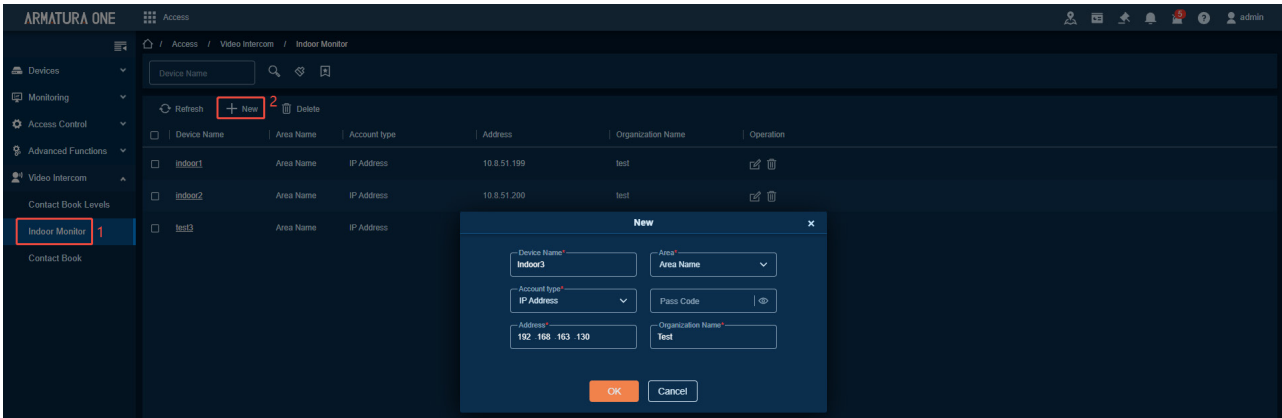 ARMATURA ONE
Access
5
admin
/ Access / Video Intercom / Indoor Monitor
Devices
Device Name
Monitoring
Refresh
New
2
Delete
Access Control
Device Name
Area Name
Account type
Address
Organization Name
Operation
Advanced Functions
indoor1
Area Name
IP Address
10.8.51.199
test
Video Intercom
indoor2
Area Name
IP Address
10.8.51.200
test
Contact Book Levels
Indoor Monitor
1
test3
Area Name
IP Address
Contact Book
New
×
Device Name*
Indoor3
Area*
Area Name
Account type*
IP Address
Pass Code
Address*
192 .168 .163 .130
Organization Name*
Test
OK
Cancel